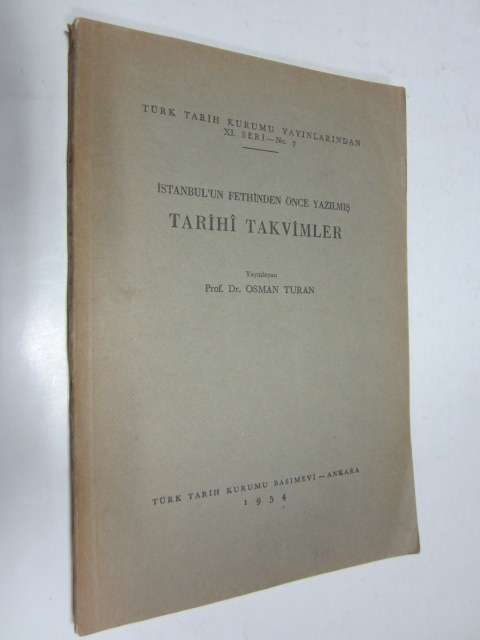 TÜRK TARİH KURUMU YAYINLARINDAN
XI. SERİ — No. 7
İSTANBUL'UN FETHİNDEN ÖNCE YAZILMIŞ
TARİHÎ TAKVİMLER
Yayınlayan
Prof. Dr. OSMAN TURAN
TÜRK TARİH KURUMU BASIMEVİ — ANKARA
1954